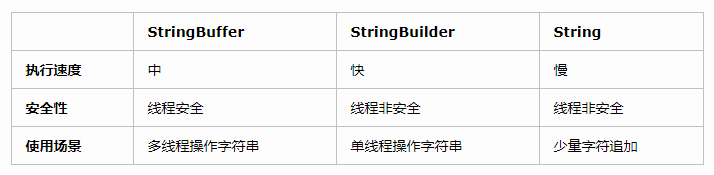 StringBuffer StringBuilder String
执行速度 中 快 慢
安全性 线程安全 线程非安全 线程非安全
使用场景 多线程操作字符串 单线程操作字符串 少量字符追加